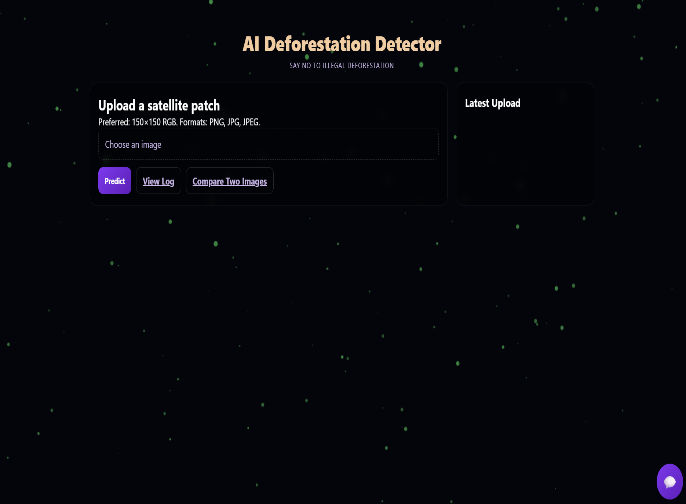 AI Deforestation Detector
SAY NO TO ILLEGAL DEFORESTATION
Upload a satellite patch
Preferred: 150×150 RGB. Formats: PNG, JPG, JPEG.
Choose an image
Predict
View Log
Compare Two Images
Latest Upload